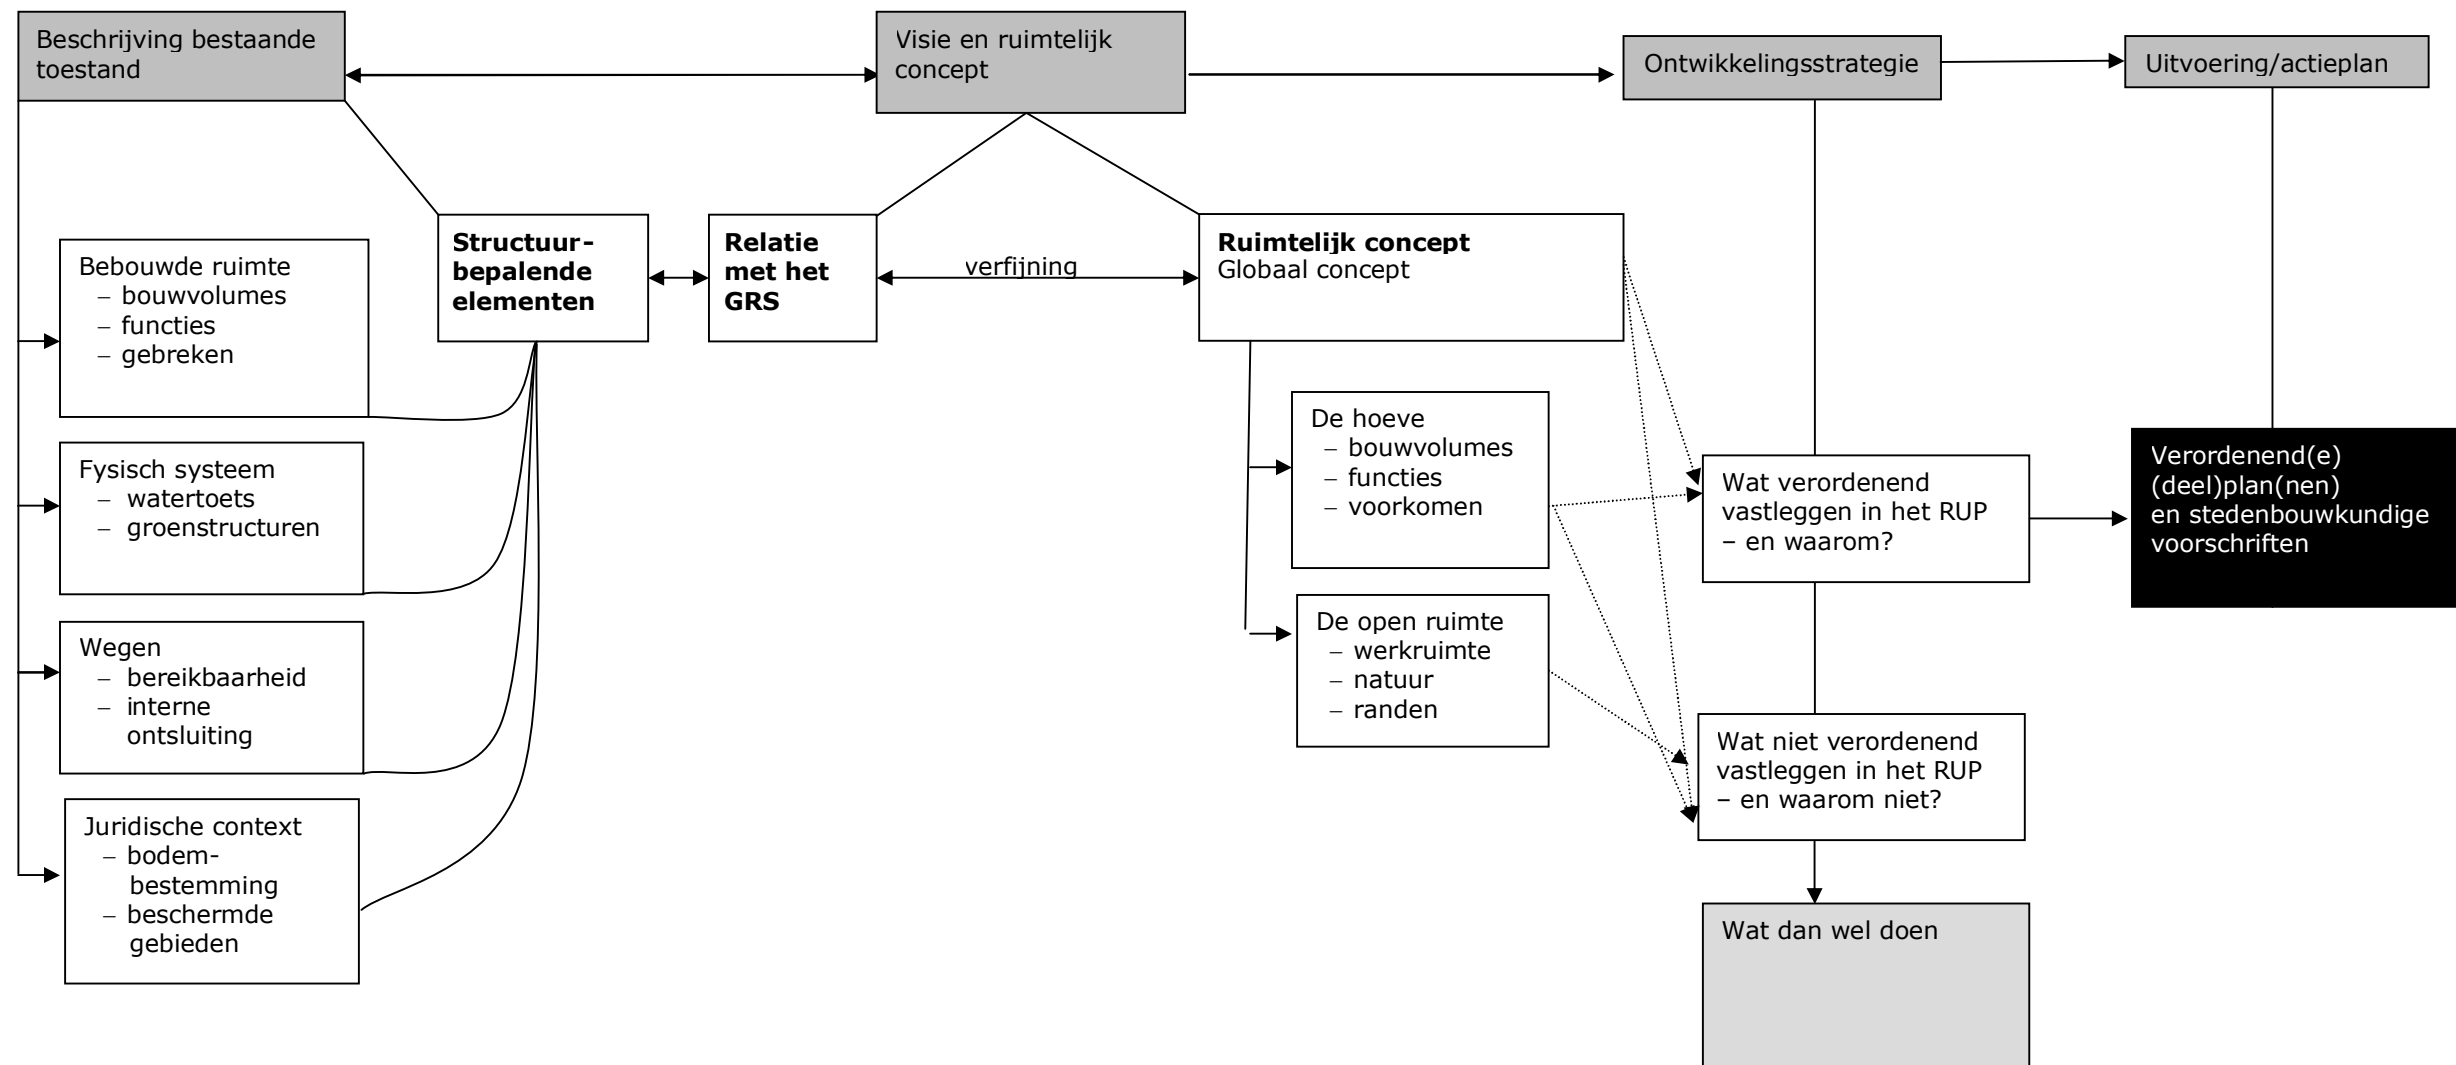 Beschrijving bestaande
toestand
Visie en ruimtelijk
concept
Ontwikkelingsstrategie
Uitvoering/actieplan
Structuur-
bepalende
elementen
Relatie
met het
GRS
verfijning
Ruimtelijk concept
Globaal concept
Bebouwde ruimte
– bouwvolumes
– functies
– gebreken
Fysisch systeem
– watertoets
– groenstructuren
Wegen
– bereikbaarheid
– interne
ontsluiting
Juridische context
– bodem-
bestemming
– beschermde
gebieden
De hoeve
– bouwvolumes
– functies
– voorkomen
De open ruimte
– werkruimte
– natuur
– randen
Wat verordenend
vastleggen in het RUP
– en waarom?
Verordenend(e)
(deel)plan(nen)
en stedenbouwkundige
voorschriften
Wat niet verordenend
vastleggen in het RUP
– en waarom niet?
Wat dan wel doen